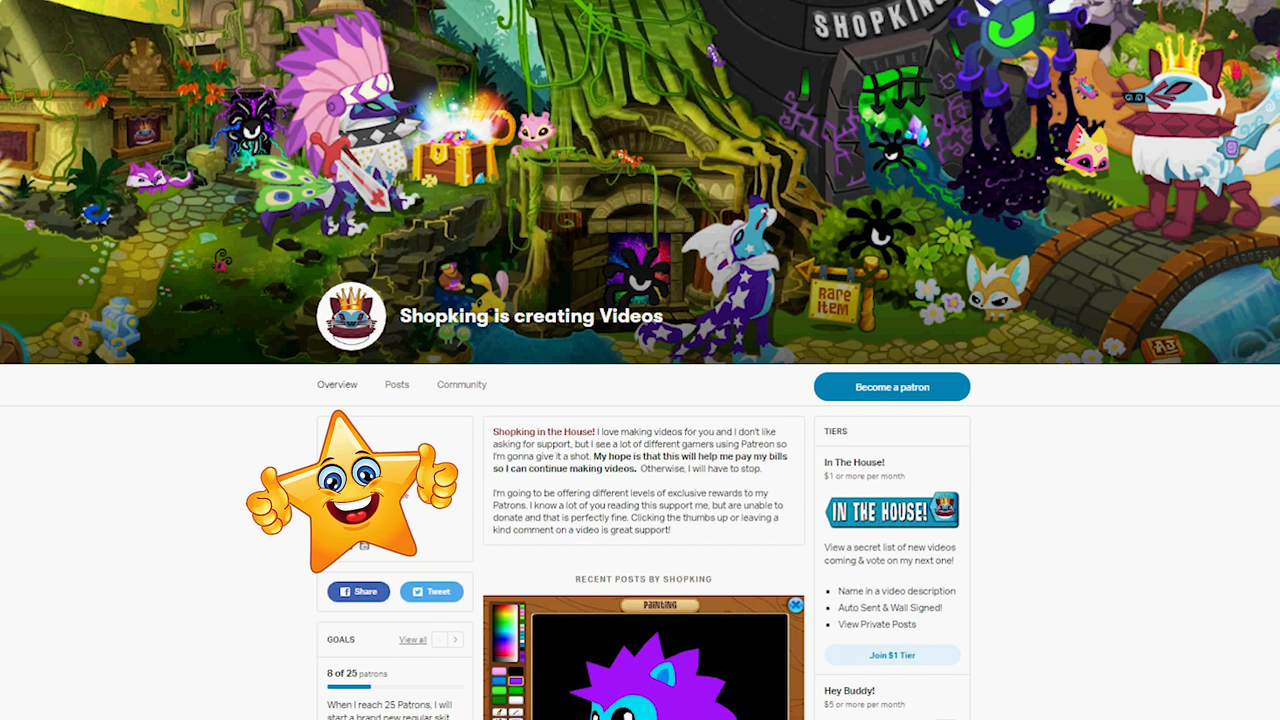 SHOPKING
TIME
RARE
ITEM
AJ
Shopking is creating Videos
Overview Posts Community
Become a patron
Shopking in the House! I love making videos for you and I don't like
asking for support, but I see a lot of different gamers using Patreon so
I'm gonna give it a shot. My hope is that this will help me pay my bills
so I can continue making videos. Otherwise, I will have to stop.
I'm going to be offering different levels of exclusive rewards to my
Patrons. I know a lot of you reading this support me, but are unable to
donate and that is perfectly fine. Clicking the thumbs up or leaving a
kind comment on a video is great support!
Share Tweet
GOALS View all
8 of 25 patrons
When I reach 25 Patrons, I will
start a brand new regular skit
RECENT POSTS BY SHOPKING
PAINTING
TIERS
In The House!
$1 or more per month
IN THE HOUSE!
View a secret list of new videos
coming & vote on my next one!
Name in a video description
Auto Sent & Wall Signed!
View Private Posts
Join $1 Tier
Hey Buddy!
$5 or more per month